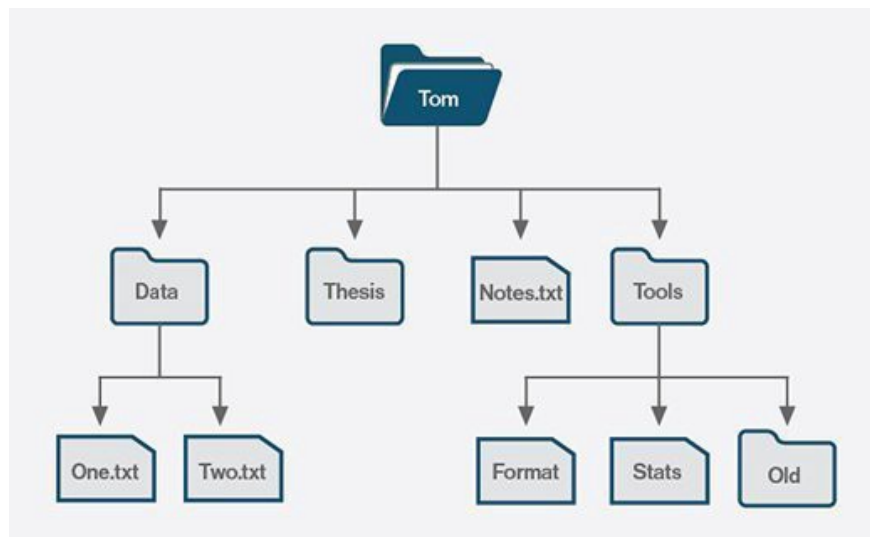 Tom
Data
Thesis
Notes.txt
Tools
One.txt
Two.txt
Format
Stats
Old